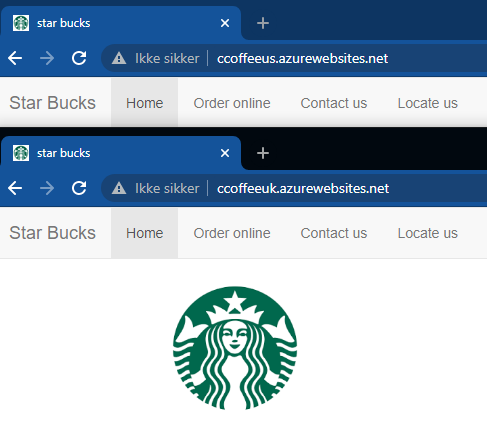 star bucks
Ikke sikker ccoffeeus.azurewebsites.net
Star Bucks Home Order online Contact us Locate us
star bucks
Ikke sikker ccoffeeuk.azurewebsites.net
Star Bucks Home Order online Contact us Locate us